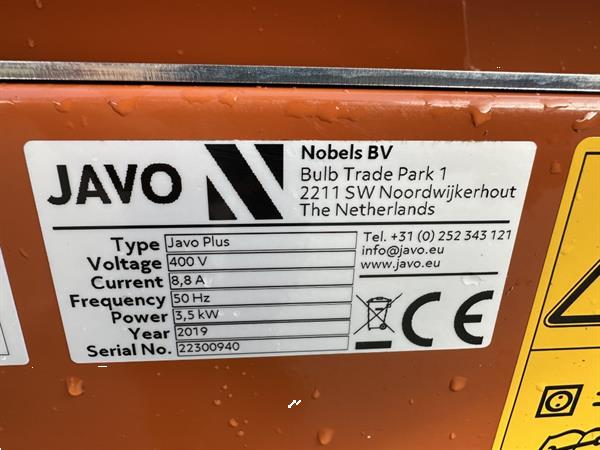 JAVO
Nobels BV
Bulb Trade Park 1
2211 SW Noordwijkerhout
The Netherlands
Type Javo Plus
Voltage 400 V
Current 8,8 A
Frequency 50 Hz
Power 3,5 kW
Year 2019
Serial No. 22300940
Tel. +31 (0) 252 343 121
info@javo.eu
www.javo.eu
CE